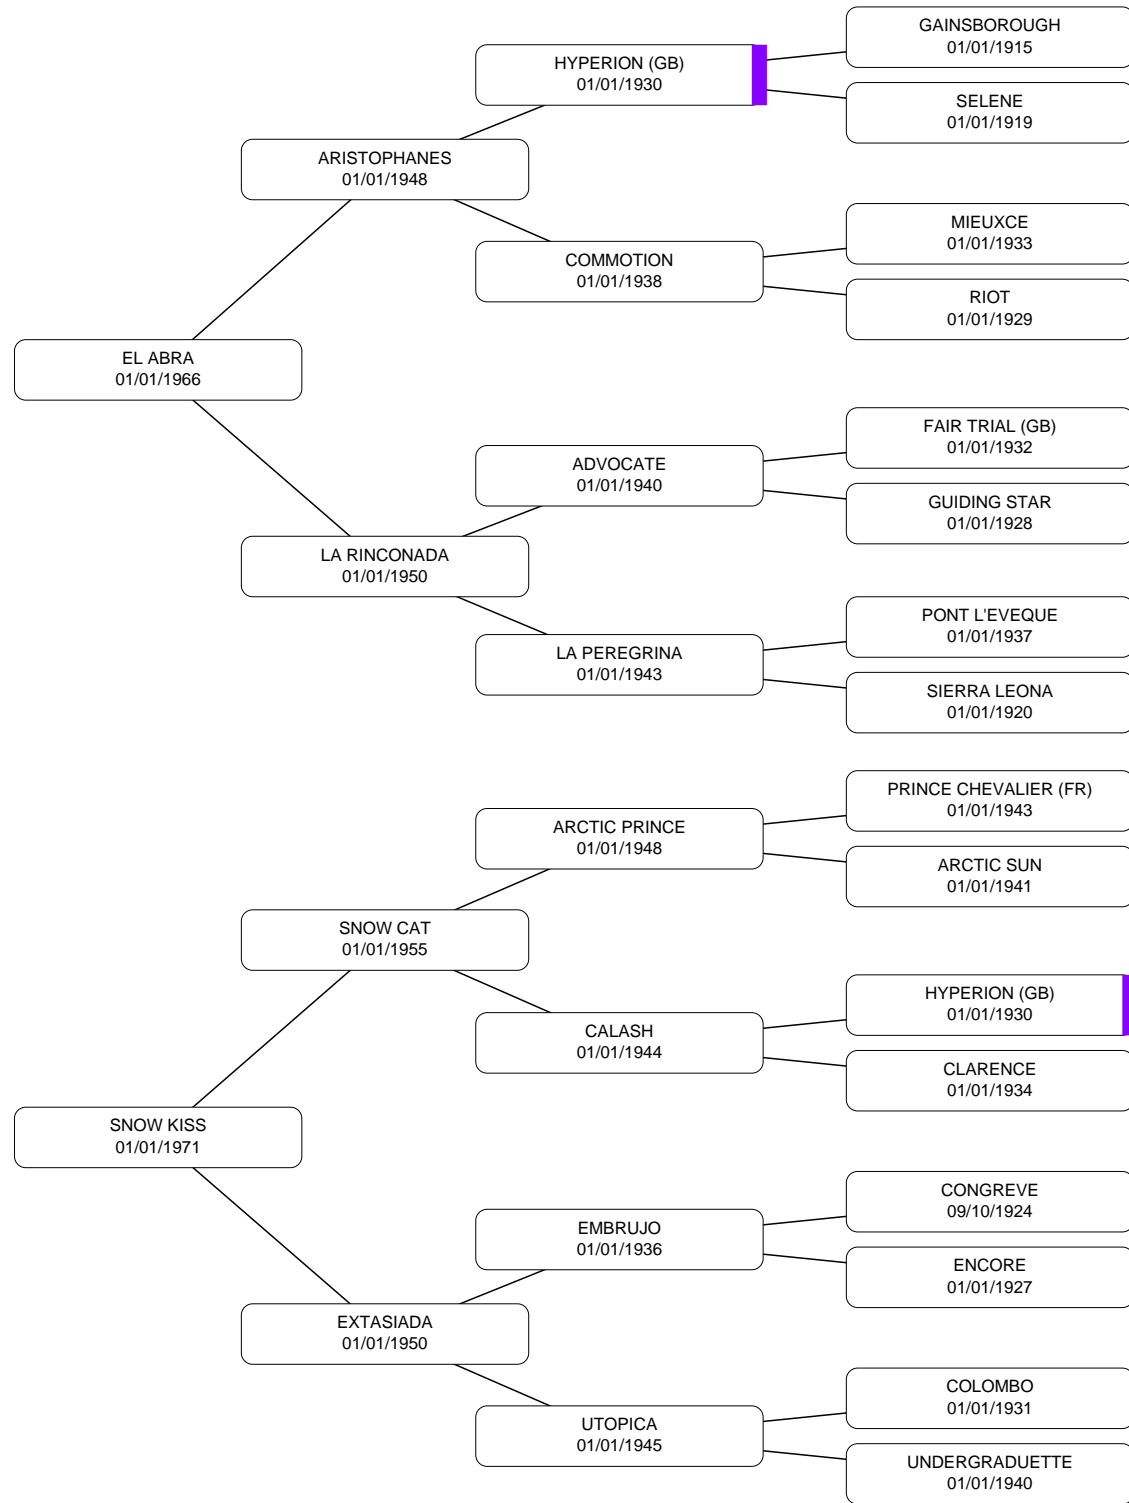 GAINSBOROUGH
01/01/1915
HYPERION (GB)
01/01/1930
SELENE
01/01/1919
ARISTOPHANES
01/01/1948
MIEUXCE
01/01/1933
COMMOTION
01/01/1938
RIOT
01/01/1929
EL ABRA
01/01/1966
FAIR TRIAL (GB)
01/01/1932
ADVOCATE
01/01/1940
GUIDING STAR
01/01/1928
LA RINCONADA
01/01/1950
PONT L'EVEQUE
01/01/1937
LA PEREGRINA
01/01/1943
SIERRA LEONA
01/01/1920
PRINCE CHEVALIER (FR)
01/01/1943
ARCTIC PRINCE
01/01/1948
ARCTIC SUN
01/01/1941
SNOW CAT
01/01/1955
HYPERION (GB)
01/01/1930
CALASH
01/01/1944
CLARENCE
01/01/1934
SNOW KISS
01/01/1971
CONGREVE
09/10/1924
EMBRUJO
01/01/1936
ENCORE
01/01/1927
EXTASIADA
01/01/1950
COLOMBO
01/01/1931
UTOPICA
01/01/1945
UNDERGRADUETTE
01/01/1940